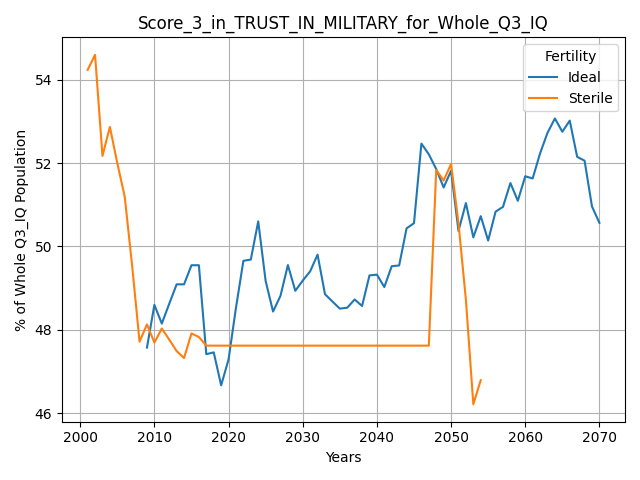 Score_3_in_TRUST_IN_MILITARY_for_Whole_Q3_IQ
Fertility
Ideal
Sterile
% of Whole Q3_IQ Population
54
52
50
48
46
2000
2010
2020
2030
2040
2050
2060
2070
Years